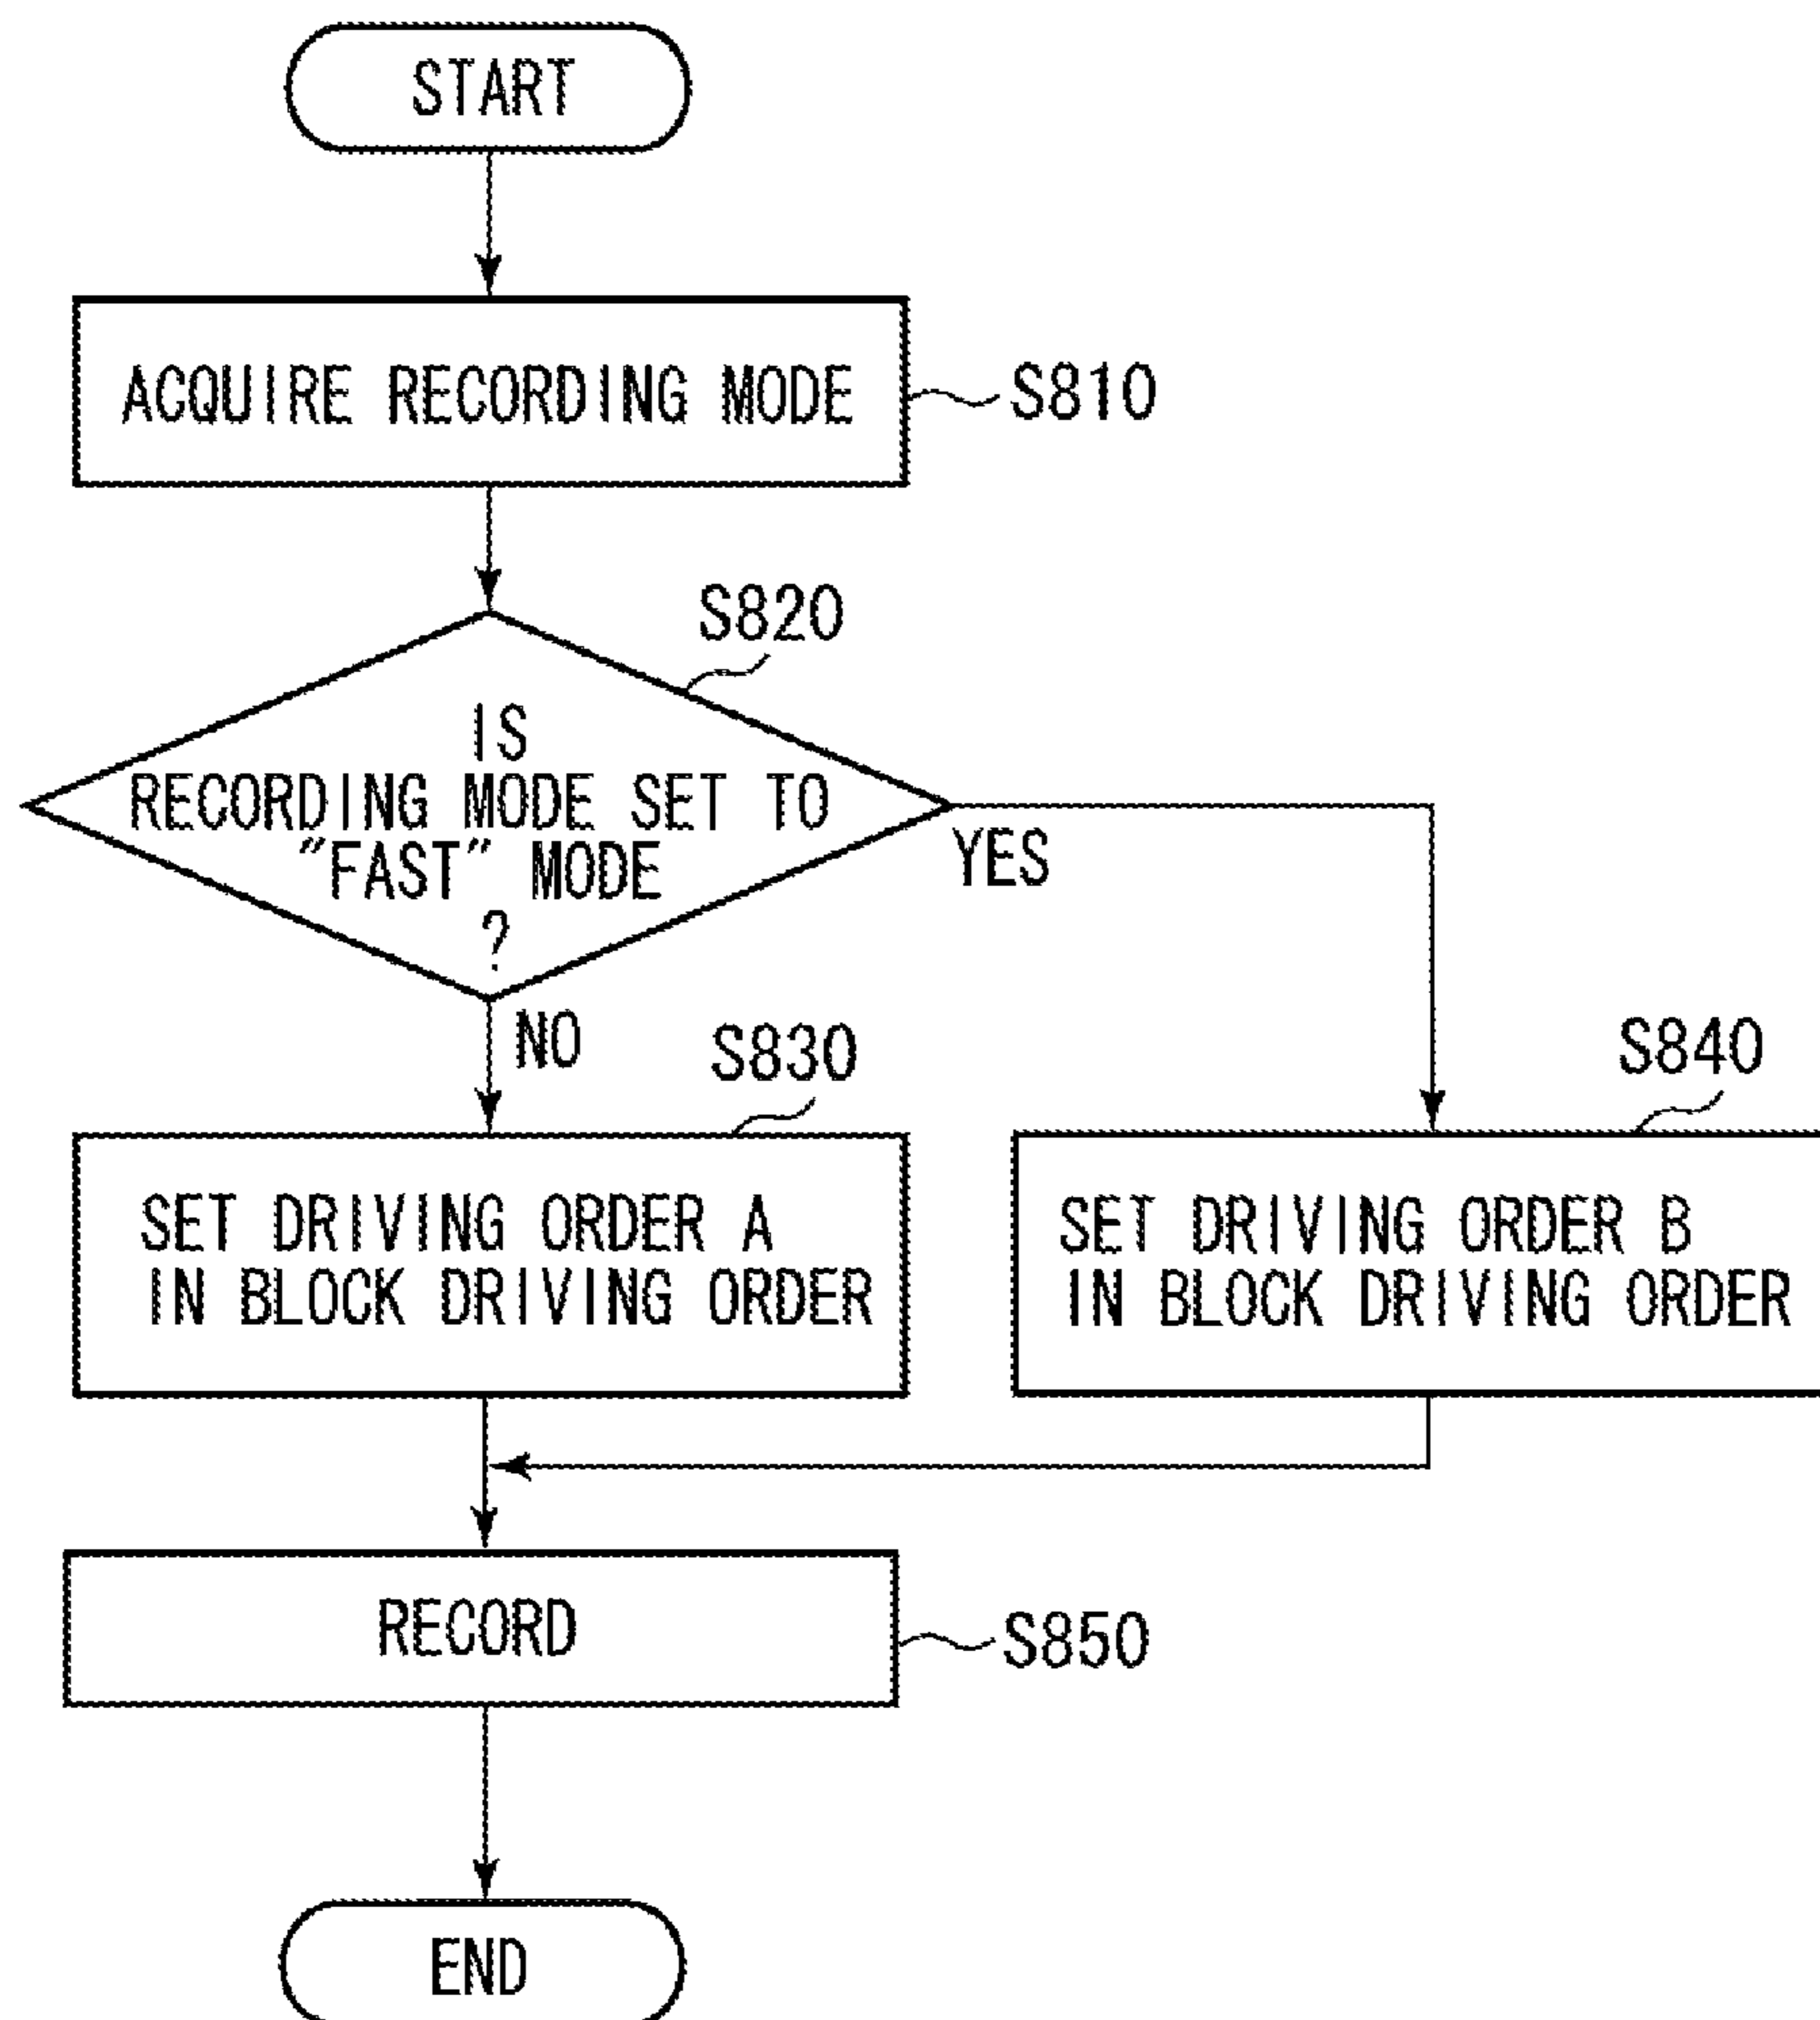 START
ACQUIRE RECORDING MODE
S810
S820
IS
RECORDING MODE SET TO
"FAST" MODE
?
YES
NO
S830
S840
SET DRIVING ORDER A
IN BLOCK DRIVING ORDER
SET DRIVING ORDER B
IN BLOCK DRIVING ORDER
RECORD
S850
END